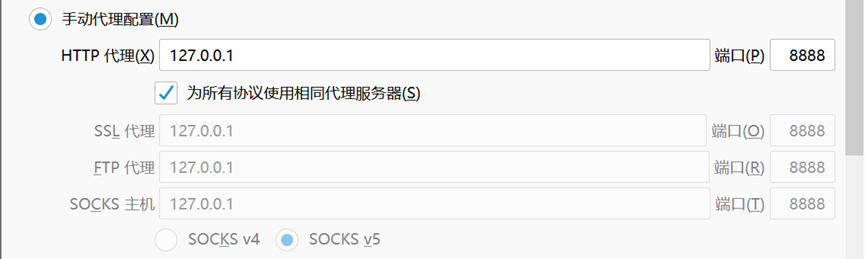 手动代理配置(M)
HTTP 代理(X) 127.0.0.1 端口(P) 8888
为所有协议使用相同代理服务器(S)
SSL 代理 127.0.0.1 端口(O) 8888
FTP 代理 127.0.0.1 端口(R) 8888
SOCKS 主机 127.0.0.1 端口(T) 8888
SOCKS v4 SOCKS v5